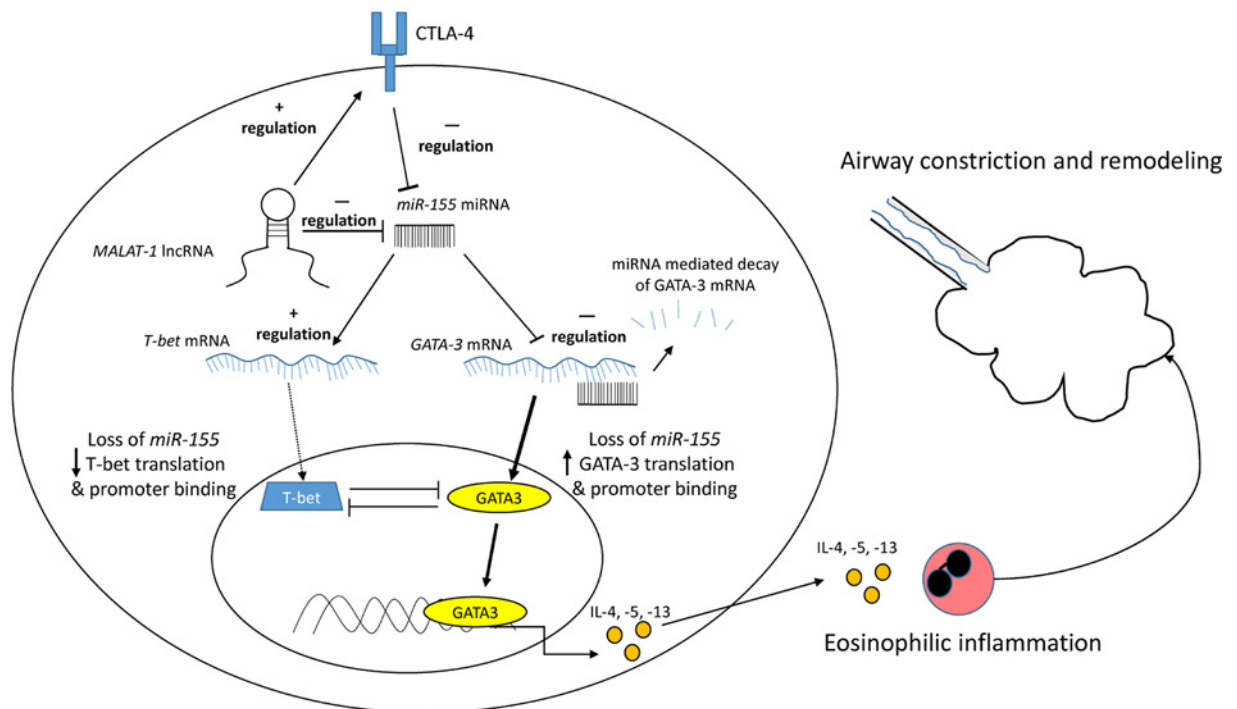 CTLA-4
+
regulation
—
regulation
Airway constriction and remodeling
miR-155 miRNA
—
regulation
MALAT-1 lncRNA
miRNA mediated decay
of GATA-3 mRNA
+
regulation
—
regulation
T-bet mRNA
GATA-3 mRNA
Loss of miR-155
T-bet translation
& promoter binding
Loss of miR-155
GATA-3 translation
& promoter binding
T-bet
GATA3
GATA3
IL-4, -5, -13
IL-4, -5, -13
Eosinophilic inflammation